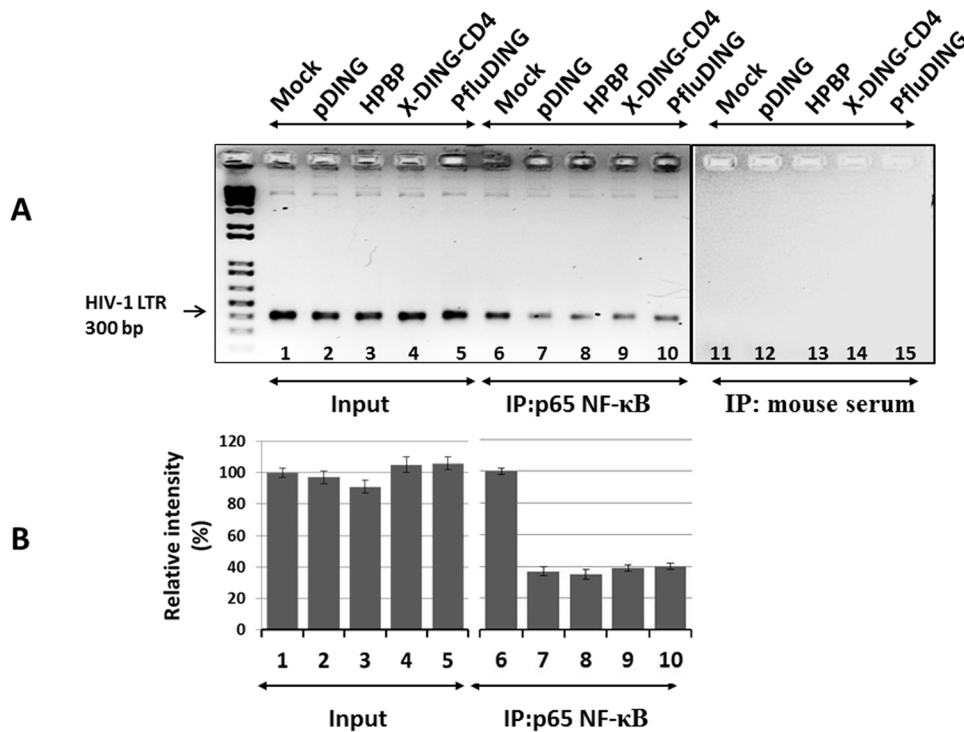 Mock pDING HPBP X-DING-CD4 PfluDING Mock pDING HPBP X-DING-CD4 PfluDING Mock pDING HPBP X-DING-CD4 PfluDING
A
HIV-1 LTR
300 bp
1 2 3 4 5 6 7 8 9 10 11 12 13 14 15
Input IP:p65 NF-κB IP: mouse serum
B
Relative intensity
(%)
120
100
80
60
40
20
0
1 2 3 4 5 6 7 8 9 10
Input IP:p65 NF-κB